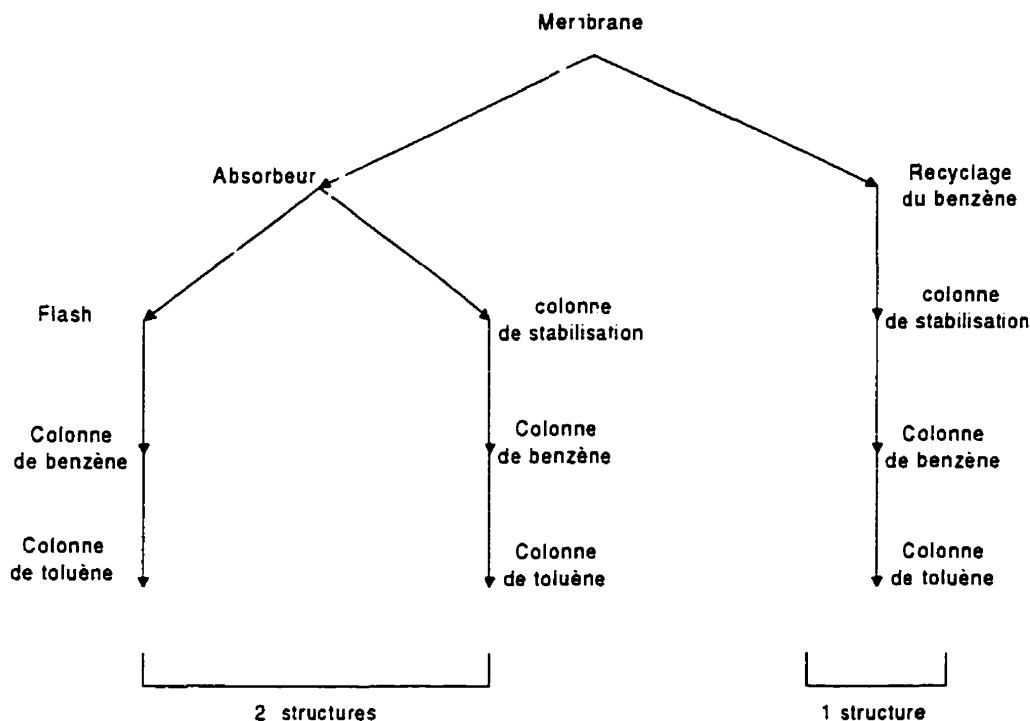 Membrane
Absorbeur
Recyclage
du benzène
Flash
colonne
de stabilisation
colonne
de stabilisation
Colonne
de benzène
Colonne
de benzène
Colonne
de benzène
Colonne
de toluène
Colonne
de toluène
Colonne
de toluène
2 structures
1 structure